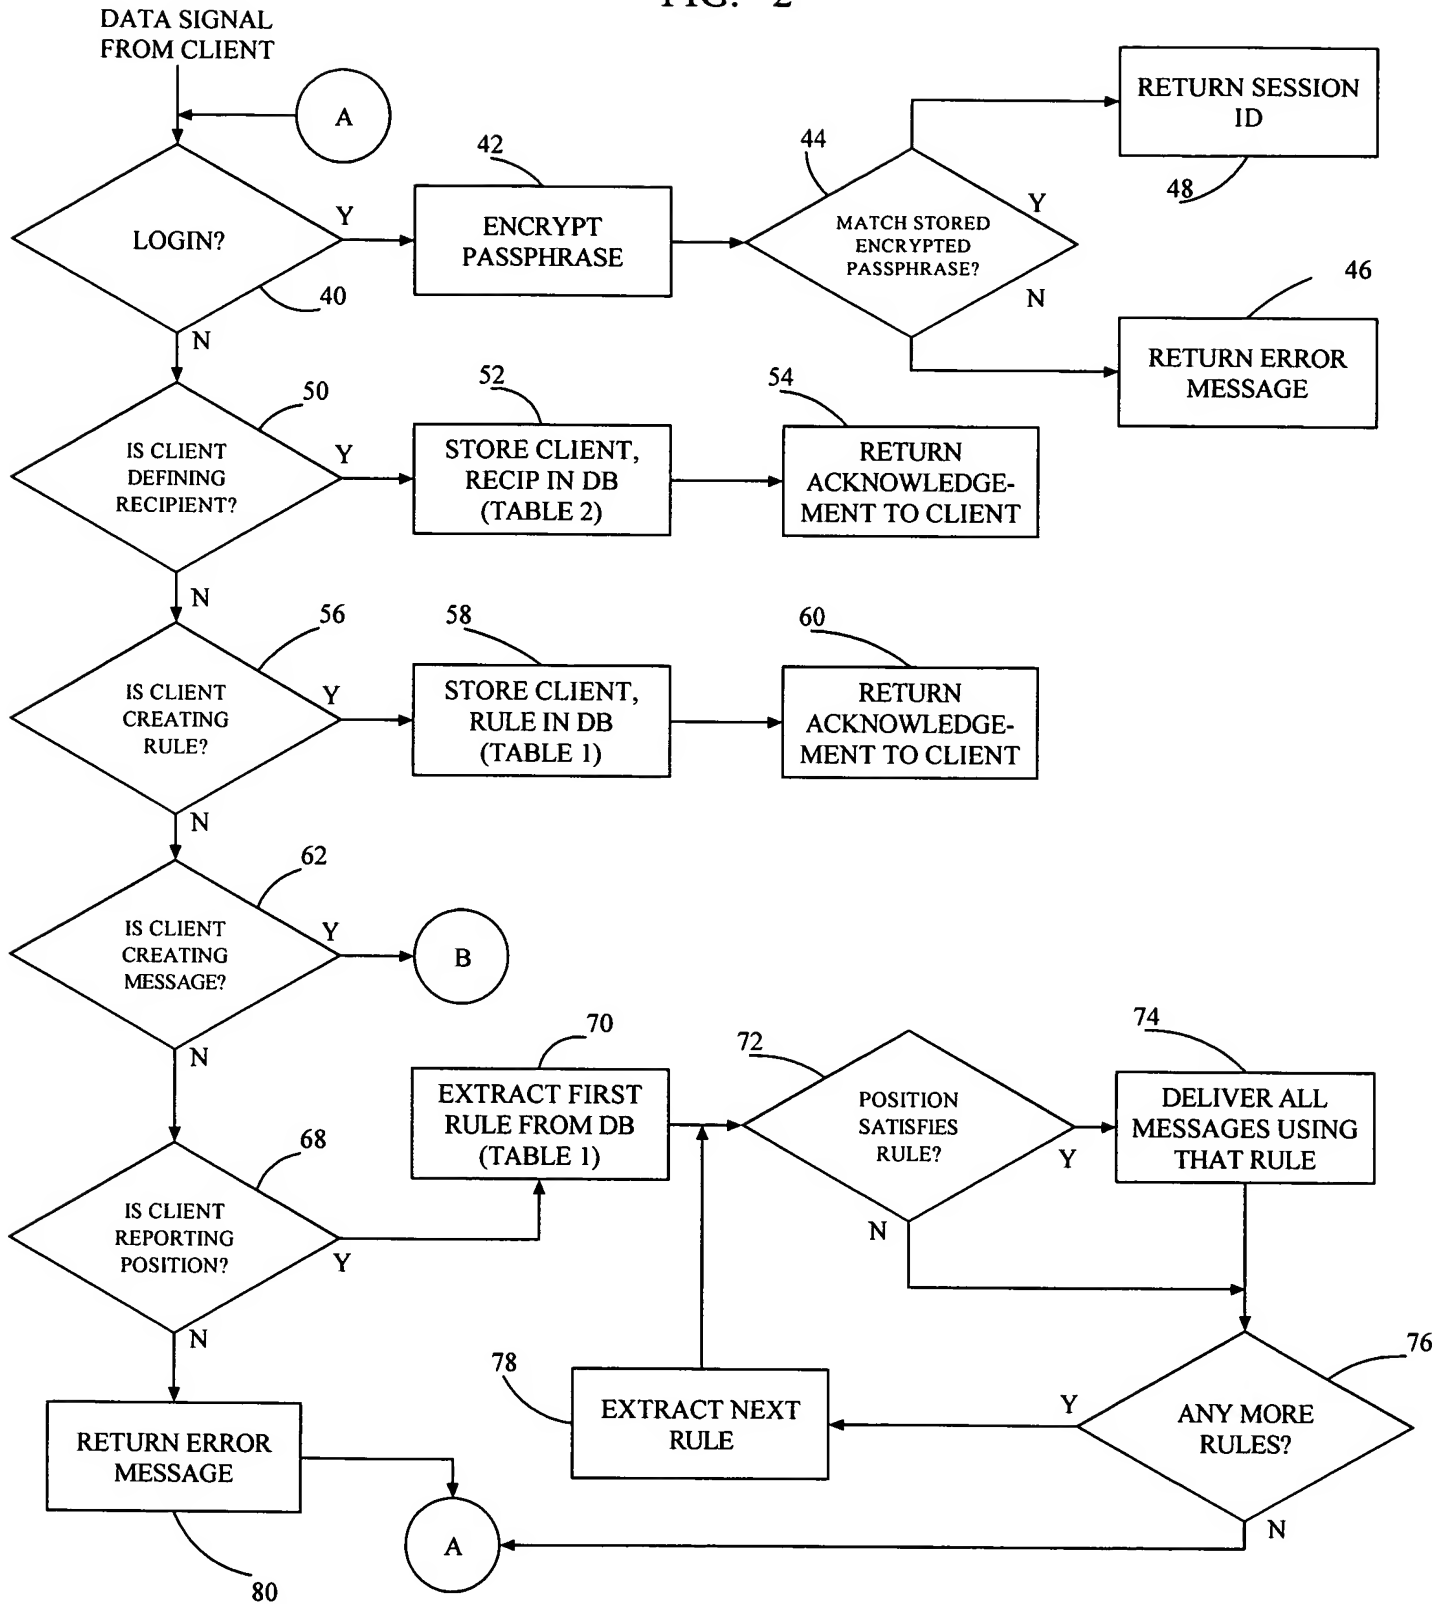 FIG. 2
DATA SIGNAL
FROM CLIENT
A
LOGIN?
Y
40
N
42
ENCRYPT
PASSPHRASE
44
MATCH STORED
ENCRYPTED
PASSPHRASE?
Y
N
RETURN SESSION
ID
48
46
RETURN ERROR
MESSAGE
50
IS CLIENT
DEFINING
RECIPIENT?
Y
N
52
STORE CLIENT,
RECIP IN DB
(TABLE 2)
54
RETURN
ACKNOWLEDGE-
MENT TO CLIENT
56
IS CLIENT
CREATING
RULE?
Y
N
58
STORE CLIENT,
RULE IN DB
(TABLE 1)
60
RETURN
ACKNOWLEDGE-
MENT TO CLIENT
62
IS CLIENT
CREATING
MESSAGE?
Y
N
B
68
IS CLIENT
REPORTING
POSITION?
Y
N
70
EXTRACT FIRST
RULE FROM DB
(TABLE 1)
72
POSITION
SATISFIES
RULE?
Y
N
74
DELIVER ALL
MESSAGES USING
THAT RULE
76
ANY MORE
RULES?
Y
N
78
EXTRACT NEXT
RULE
RETURN ERROR
MESSAGE
80
A